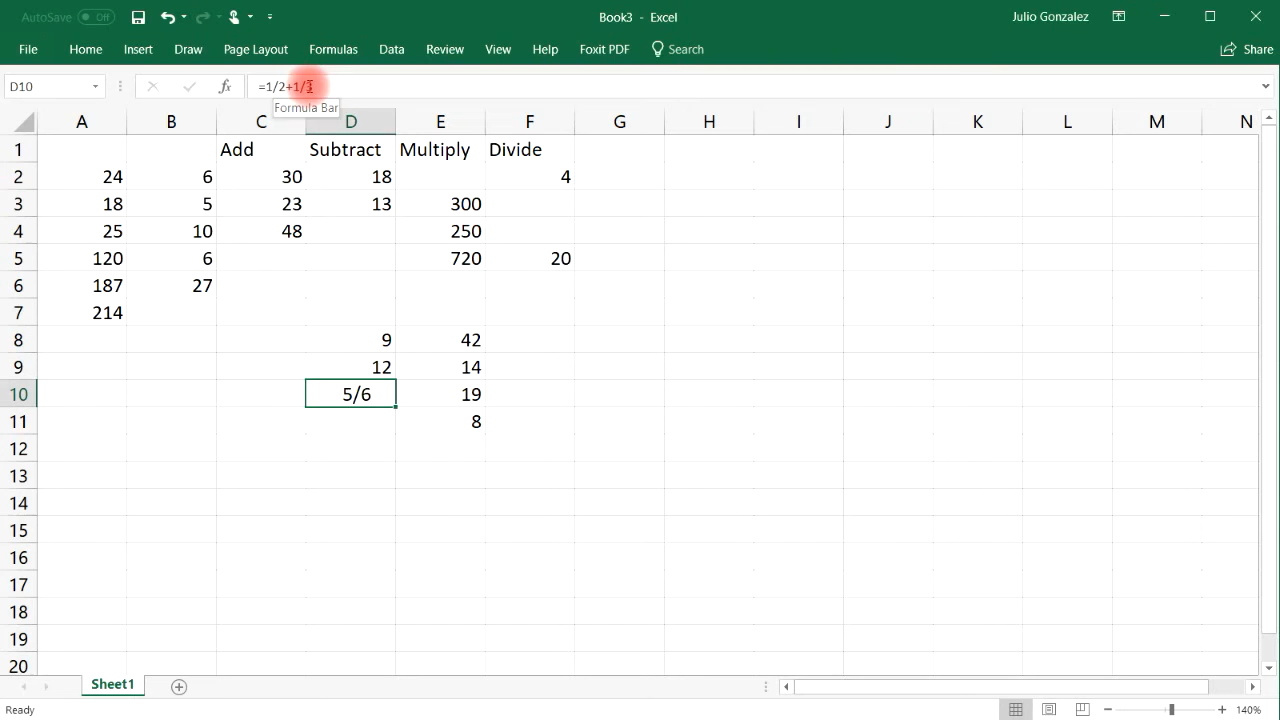 AutoSave Off Book3 - Excel Julio Gonzalez
File Home Insert Draw Page Layout Formulas Data Review View Help Foxit PDF Search Share
D10 fx =1/2+1/3
Formula Bar
A B C D E F G H I J K L M N
1 Add Subtract Multiply Divide
2 24 6 30 18 4
3 18 5 23 13 300
4 25 10 48 250
5 120 6 720 20
6 187 27
7 214
8 9 42
9 12 14
10 5/6 19
11 8
12
13
14
15
16
17
18
19
20
Sheet1
Ready 140%